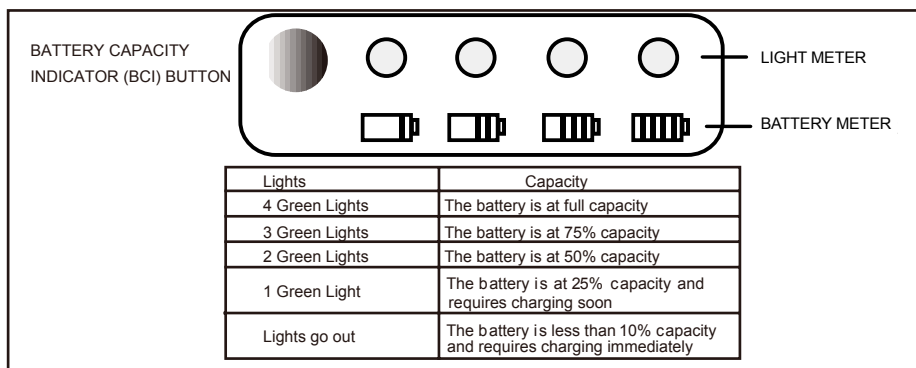 BATTERY CAPACITY
INDICATOR (BCI) BUTTON
LIGHT METER
BATTERY METER
Lights Capacity
4 Green Lights The battery is at full capacity
3 Green Lights The battery is at 75% capacity
2 Green Lights The battery is at 50% capacity
1 Green Light The battery is at 25% capacity and
requires charging soon
Lights go out The battery is less than 10% capacity
and requires charging immediately